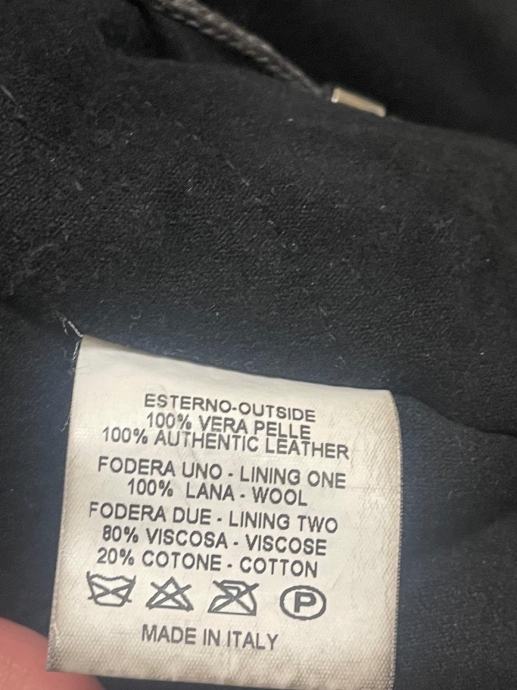 ESTERNO-OUTSIDE
100% VERA PELLE
100% AUTHENTIC LEATHER
FODERA UNO - LINING ONE
100% LANA - WOOL
FODERA DUE - LINING TWO
80% VISCOSA - VISCOSE
20% COTONE - COTTON
P
MADE IN ITALY